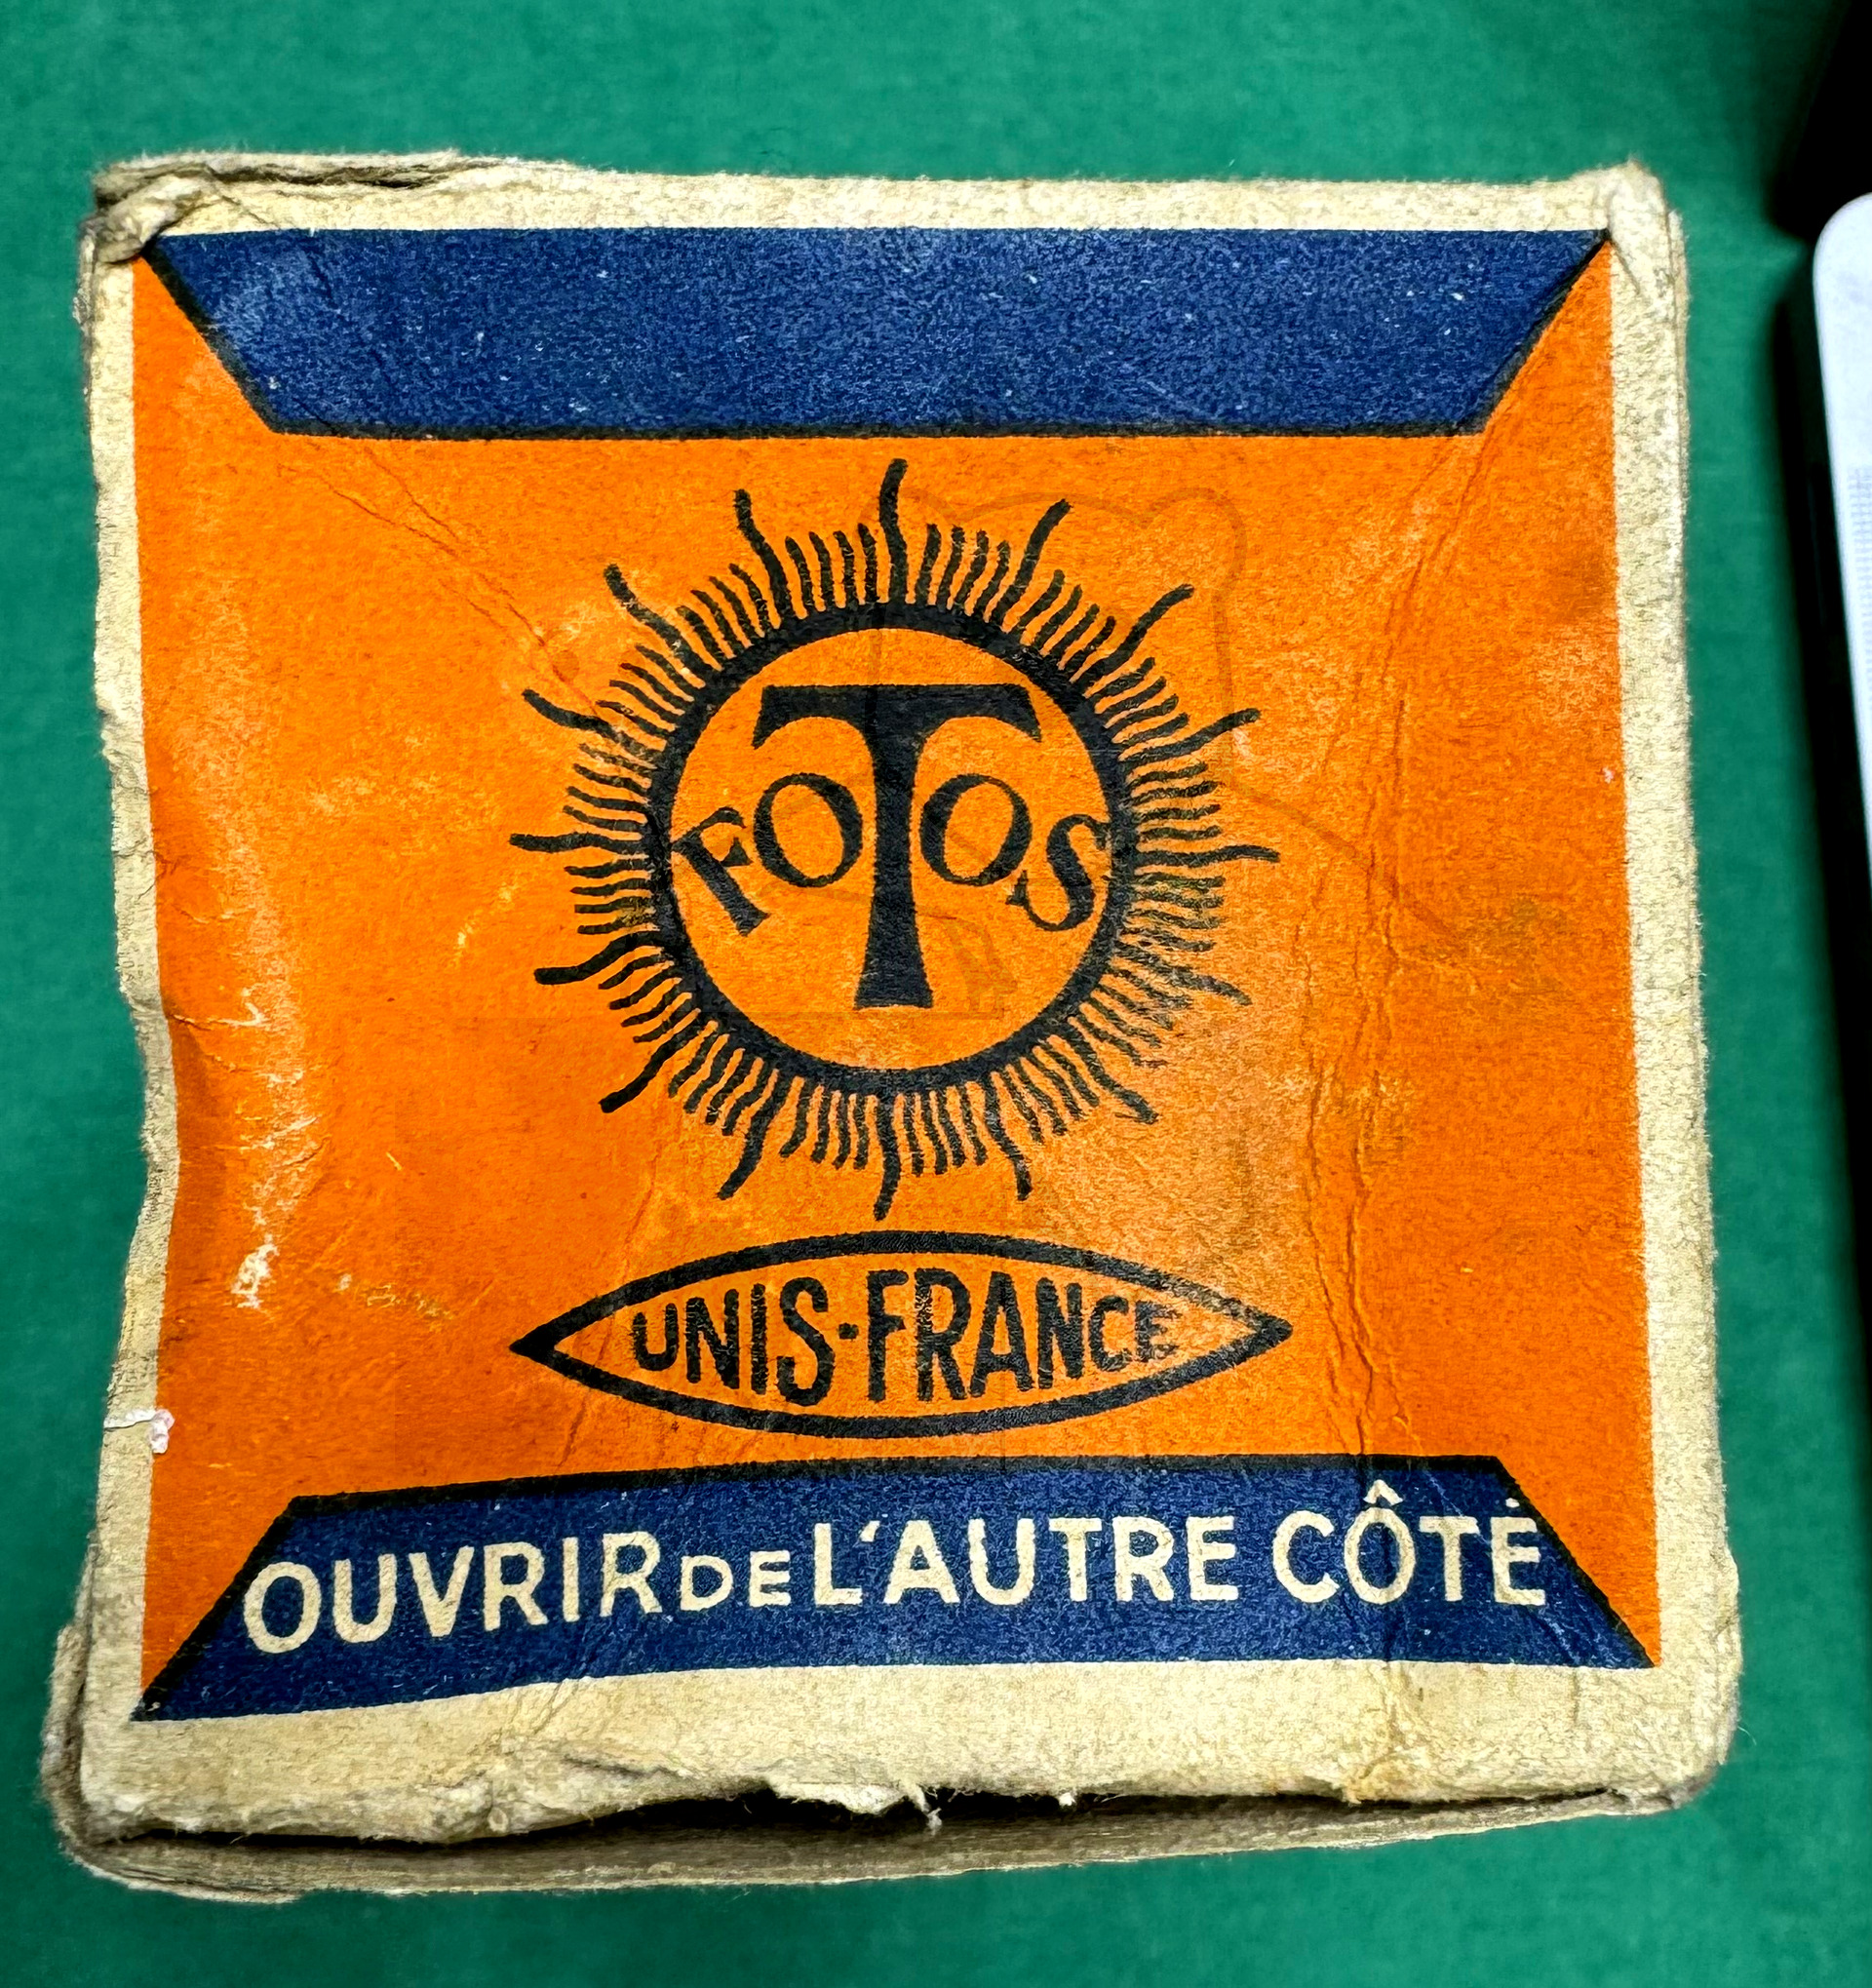 FOTOS
UNIS-FRANCE
OUVRIR DE L'AUTRE CÔTÉ